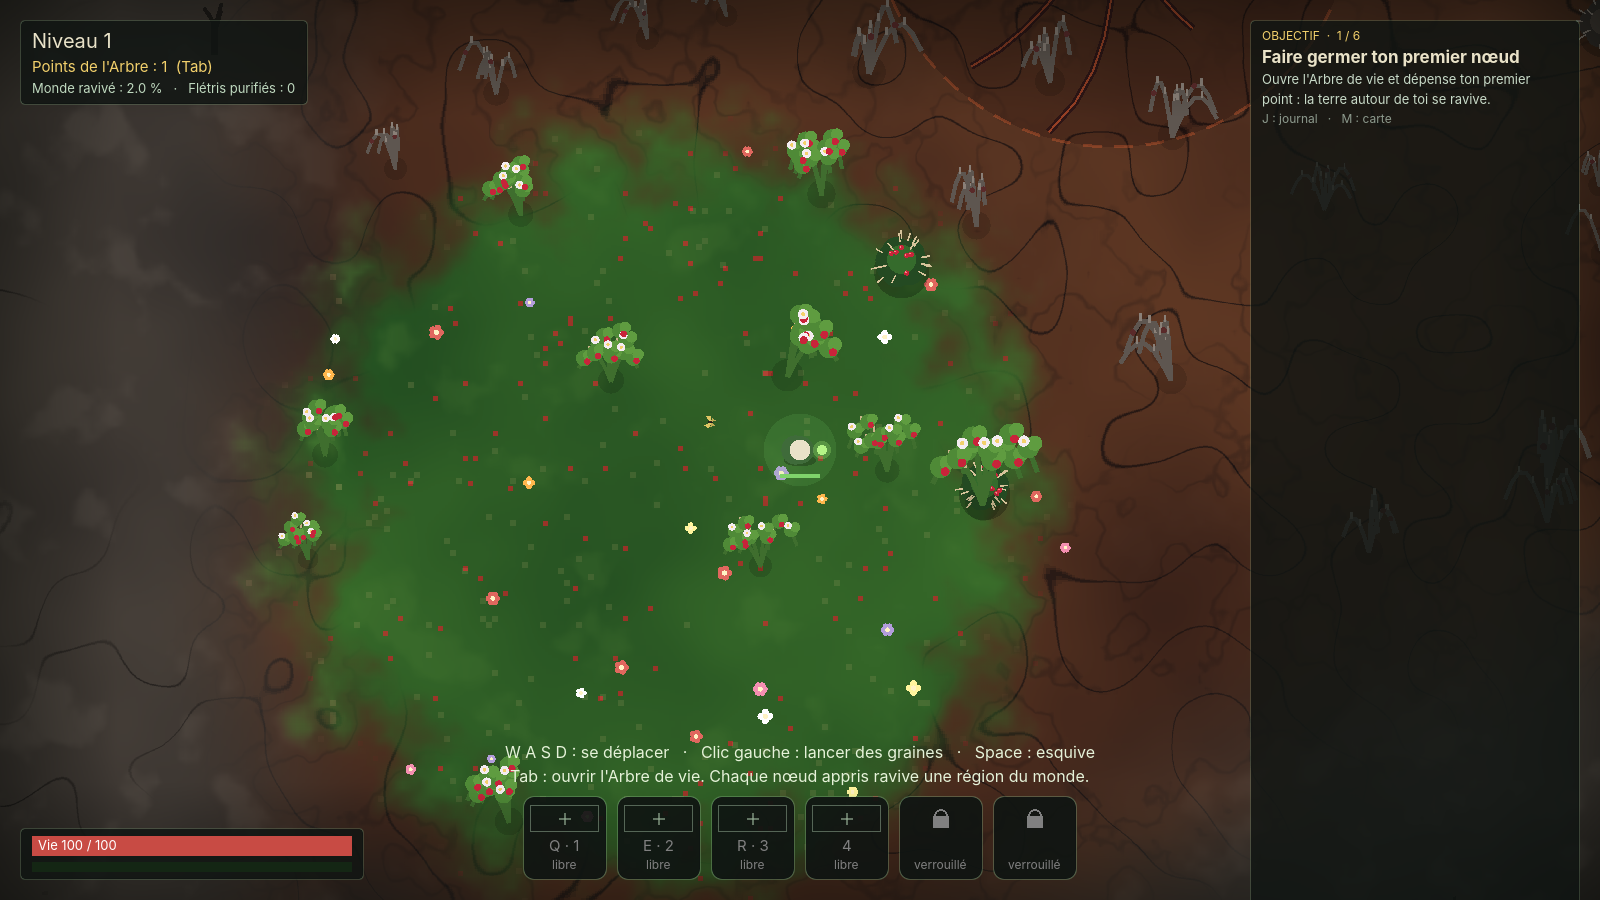 Niveau 1
Points de l'Arbre : 1 (Tab)
Monde ravivé : 2.0 % · Flétris purifiés : 0
OBJECTIF · 1 / 6
Faire germer ton premier nœud
Ouvre l'Arbre de vie et dépense ton premier
point : la terre autour de toi se ravive.
J : journal · M : carte
W A S D : se déplacer · Clic gauche : lancer des graines · Space : esquive
Tab : ouvrir l'Arbre de vie. Chaque nœud appris ravive une région du monde.
Vie 100 / 100
Q · 1
libre
E · 2
libre
R · 3
libre
4
libre
verrouillé
verrouillé